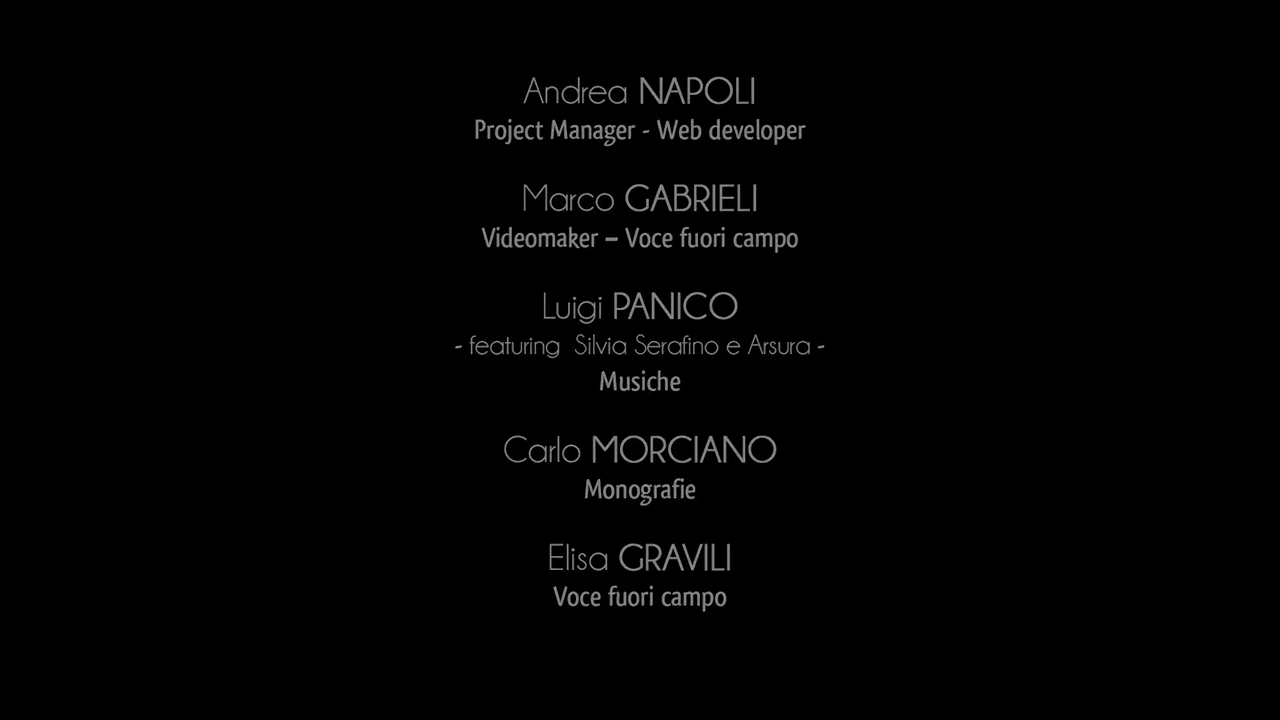 Andrea NAPOLI
Project Manager - Web developer
Marco GABRIELI
Videomaker – Voce fuori campo
Luigi PANICO
- featuring Silvia Serafino e Arsura -
Musiche
Carlo MORCIANO
Monografie
Elisa GRAVILI
Voce fuori campo